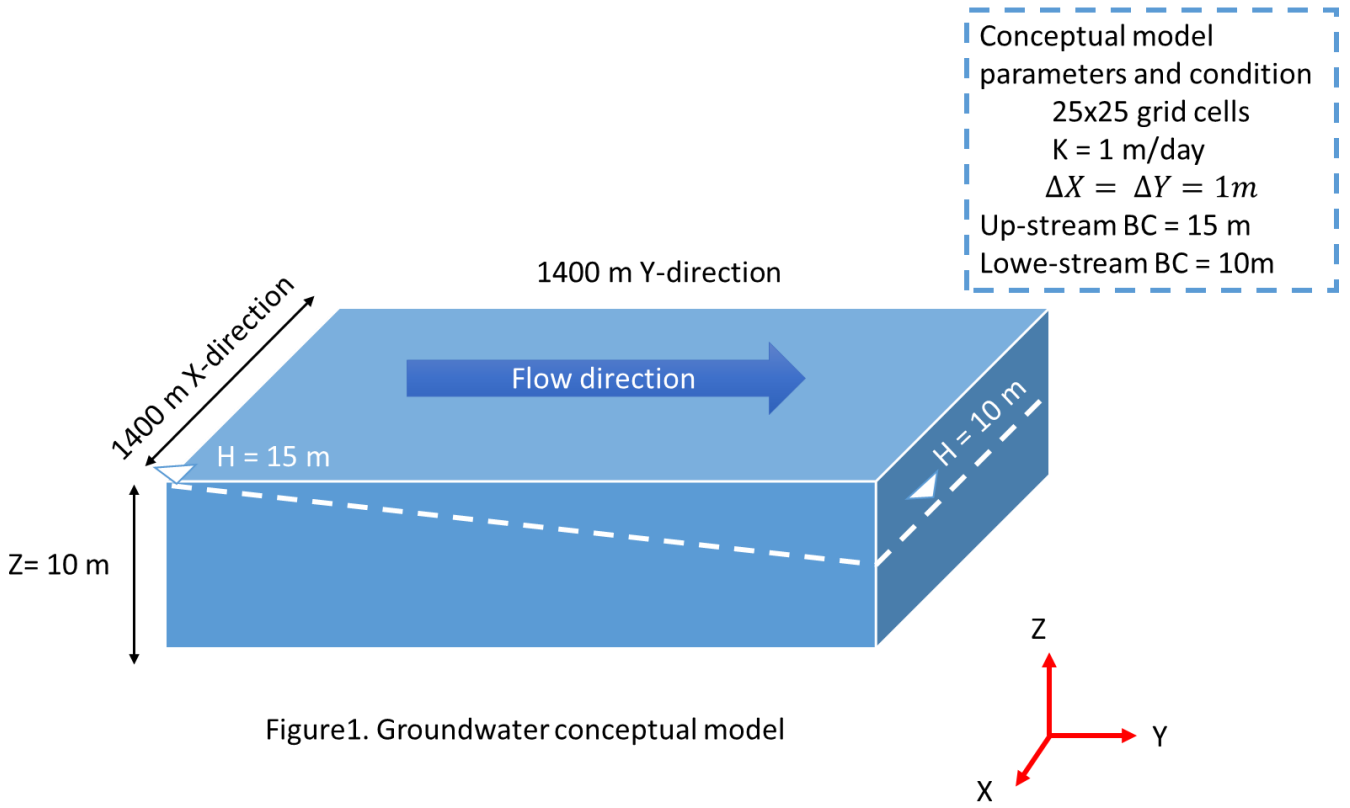 Conceptual model
parameters and condition
25x25 grid cells
K = 1 m/day
ΔX = ΔY = 1m
Up-stream BC = 15 m
Lowe-stream BC = 10m
1400 m Y-direction
1400 m X-direction
Flow direction
H = 15 m
H = 10 m
Z= 10 m
Z
Y
X
Figure1. Groundwater conceptual model